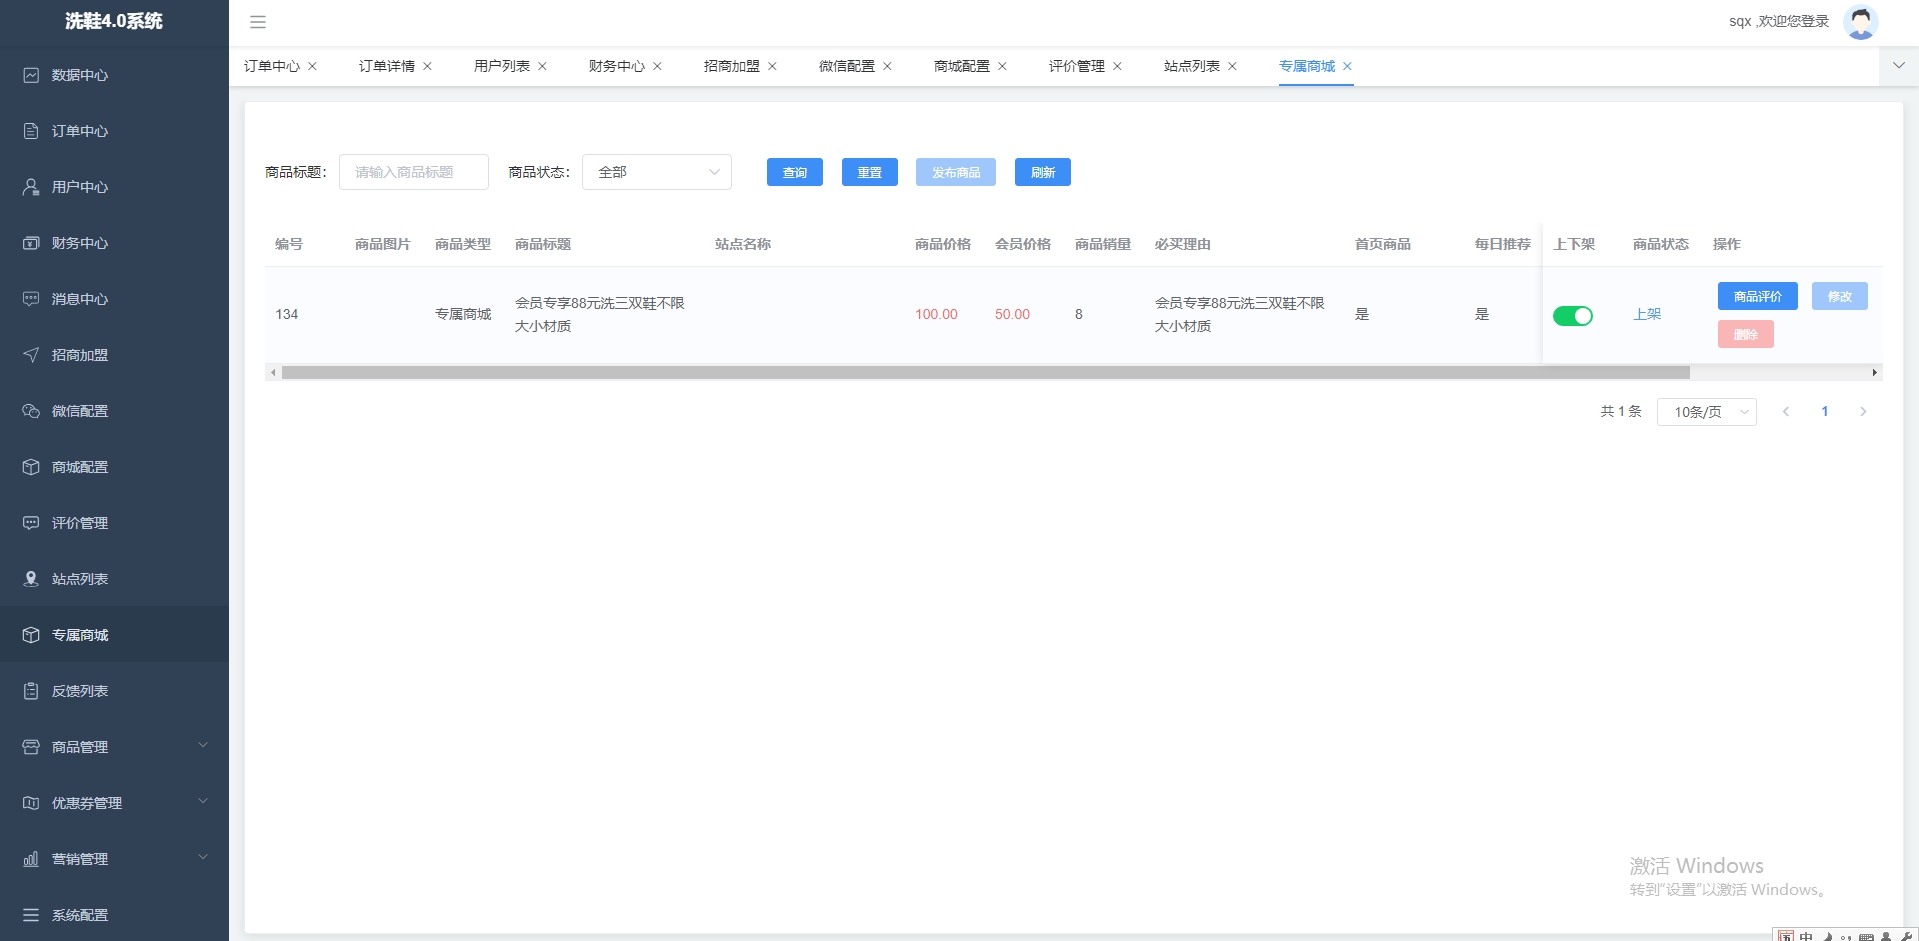 洗鞋4.0系统
sqx ,欢迎您登录
数据中心
订单中心
用户中心
财务中心
消息中心
招商加盟
微信配置
商城配置
评价管理
站点列表
专属商城
反馈列表
商品管理
优惠券管理
营销管理
系统配置
订单中心 订单详情 用户列表 财务中心 招商加盟 微信配置 商城配置 评价管理 站点列表 专属商城
商品标题: 请输入商品标题 商品状态: 全部 查询 重置 发布商品 刷新
编号 商品图片 商品类型 商品标题 站点名称 商品价格 会员价格 商品销量 必买理由 首页商品 每日推荐 上下架 商品状态 操作
134 专属商城 会员专享88元洗三双鞋不限大小材质 100.00 50.00 8 会员专享88元洗三双鞋不限大小材质 是 是 上架 商品评价 修改
删除
共 1 条 10条/页 1
激活 Windows
转到"设置"以激活 Windows。
五 中